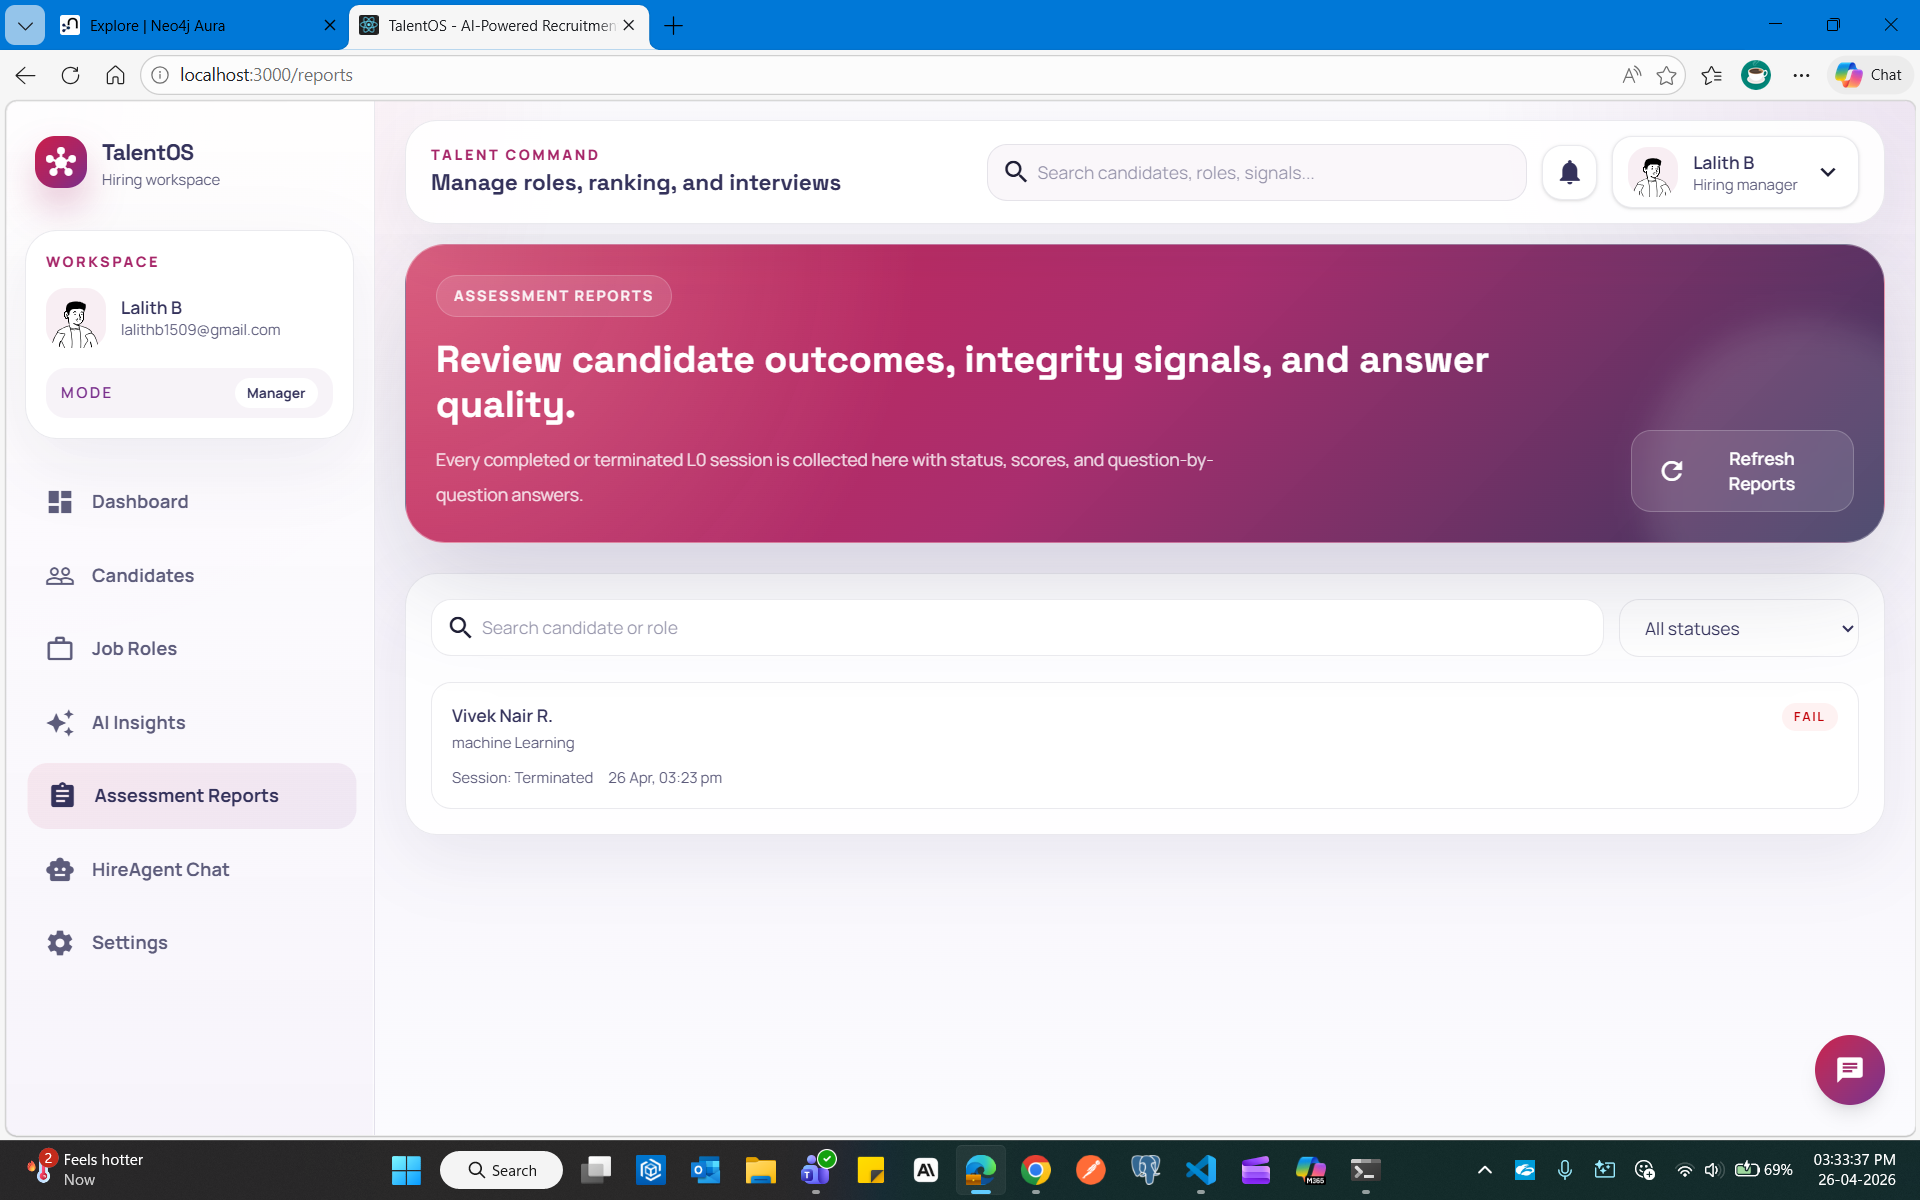 Explore | Neo4j Aura
TalentOS - AI-Powered Recruitmen
localhost:3000/reports
Chat
TalentOS
Hiring workspace
WORKSPACE
Lalith B
lalithb1509@gmail.com
MODE
Manager
Dashboard
Candidates
Job Roles
AI Insights
Assessment Reports
HireAgent Chat
Settings
TALENT COMMAND
Manage roles, ranking, and interviews
Search candidates, roles, signals...
Lalith B
Hiring manager
ASSESSMENT REPORTS
Review candidate outcomes, integrity signals, and answer
quality.
Every completed or terminated L0 session is collected here with status, scores, and question-by-
question answers.
Refresh
Reports
Search candidate or role
All statuses
Vivek Nair R.
FAIL
machine Learning
Session: Terminated 26 Apr, 03:23 pm
2
Feels hotter
Now
Search
M365
69%
03:33:37 PM
26-04-2026